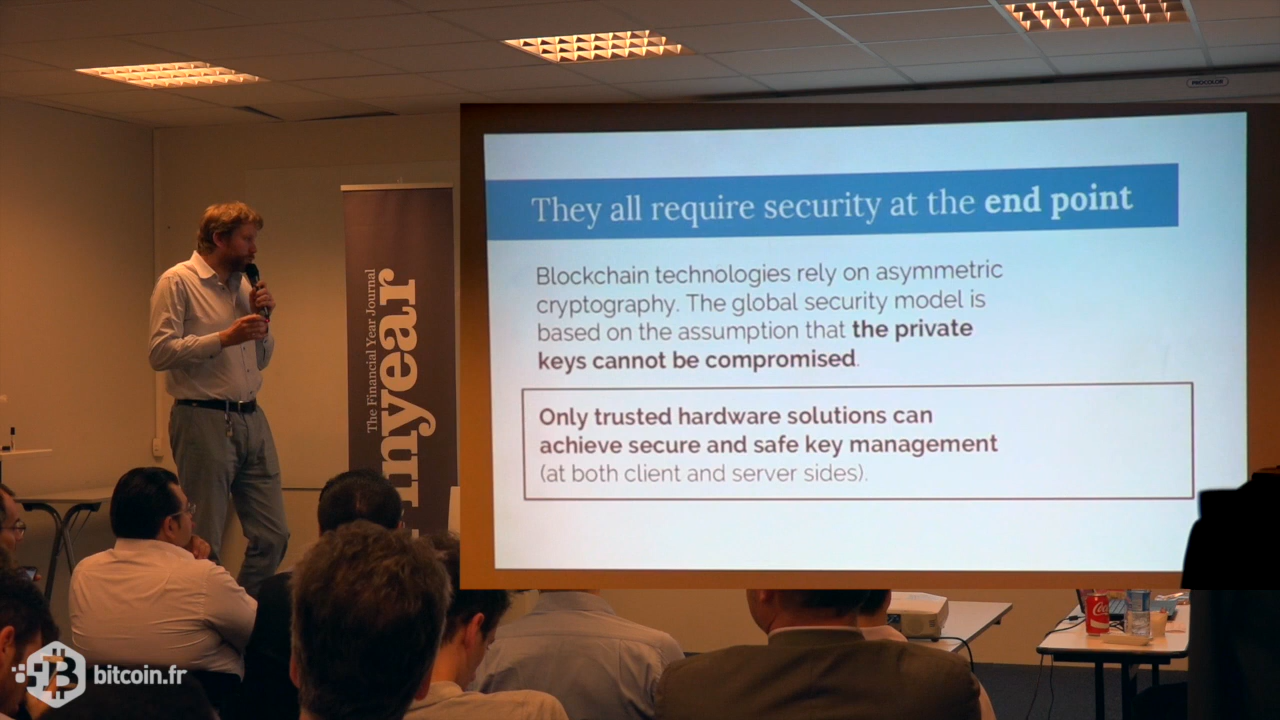 PROCOLOR
They all require security at the end point
Blockchain technologies rely on asymmetric
cryptography. The global security model is
based on the assumption that the private
keys cannot be compromised.
Only trusted hardware solutions can
achieve secure and safe key management
(at both client and server sides).
The Financial Year Journal
inyear
bitcoin.fr